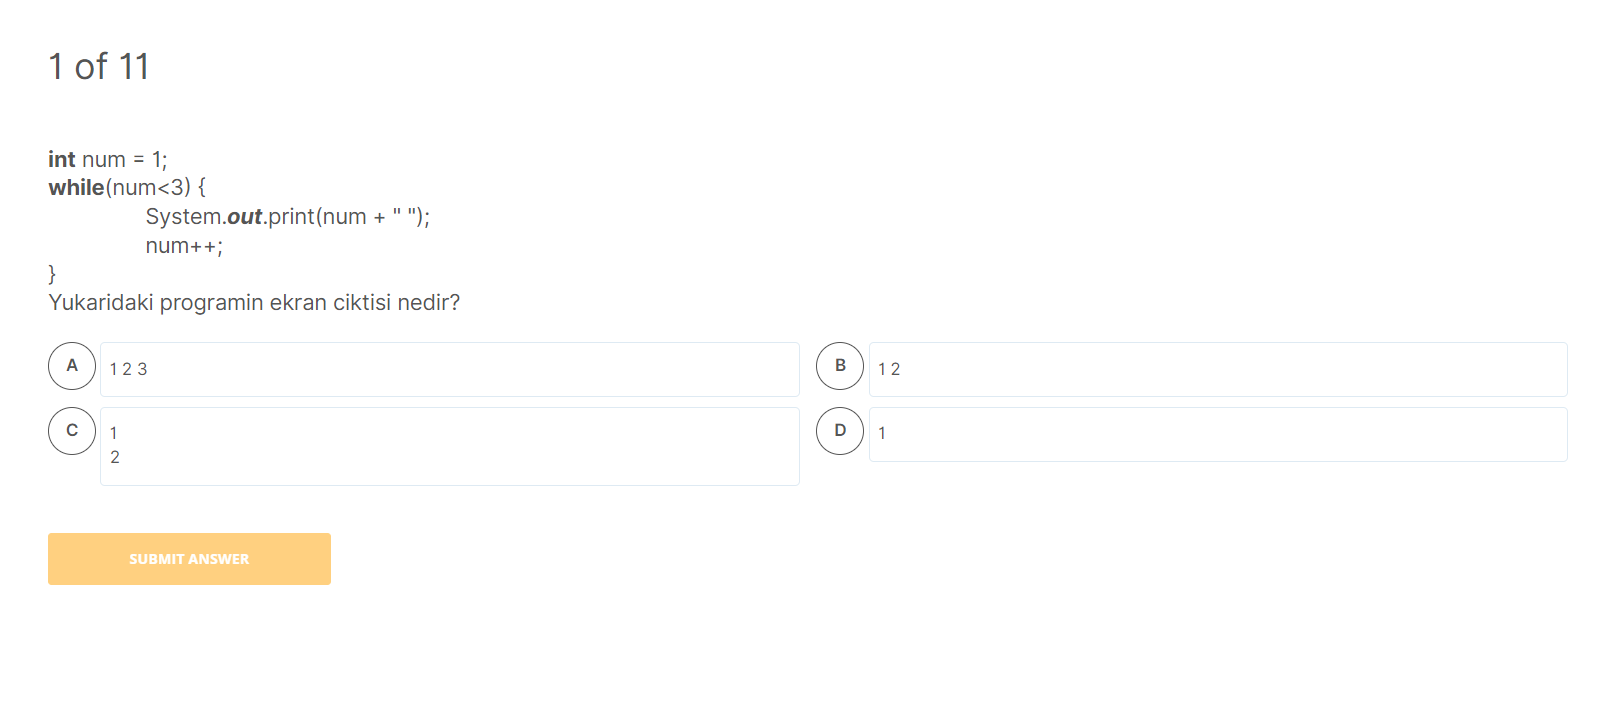 1 of 11
int num = 1;
while(num<3) {
System.out.print(num + " ");
num++;
}
Yukaridaki programin ekran ciktisi nedir?
A
1 2 3
B
1 2
C
1
2
D
1
SUBMIT ANSWER